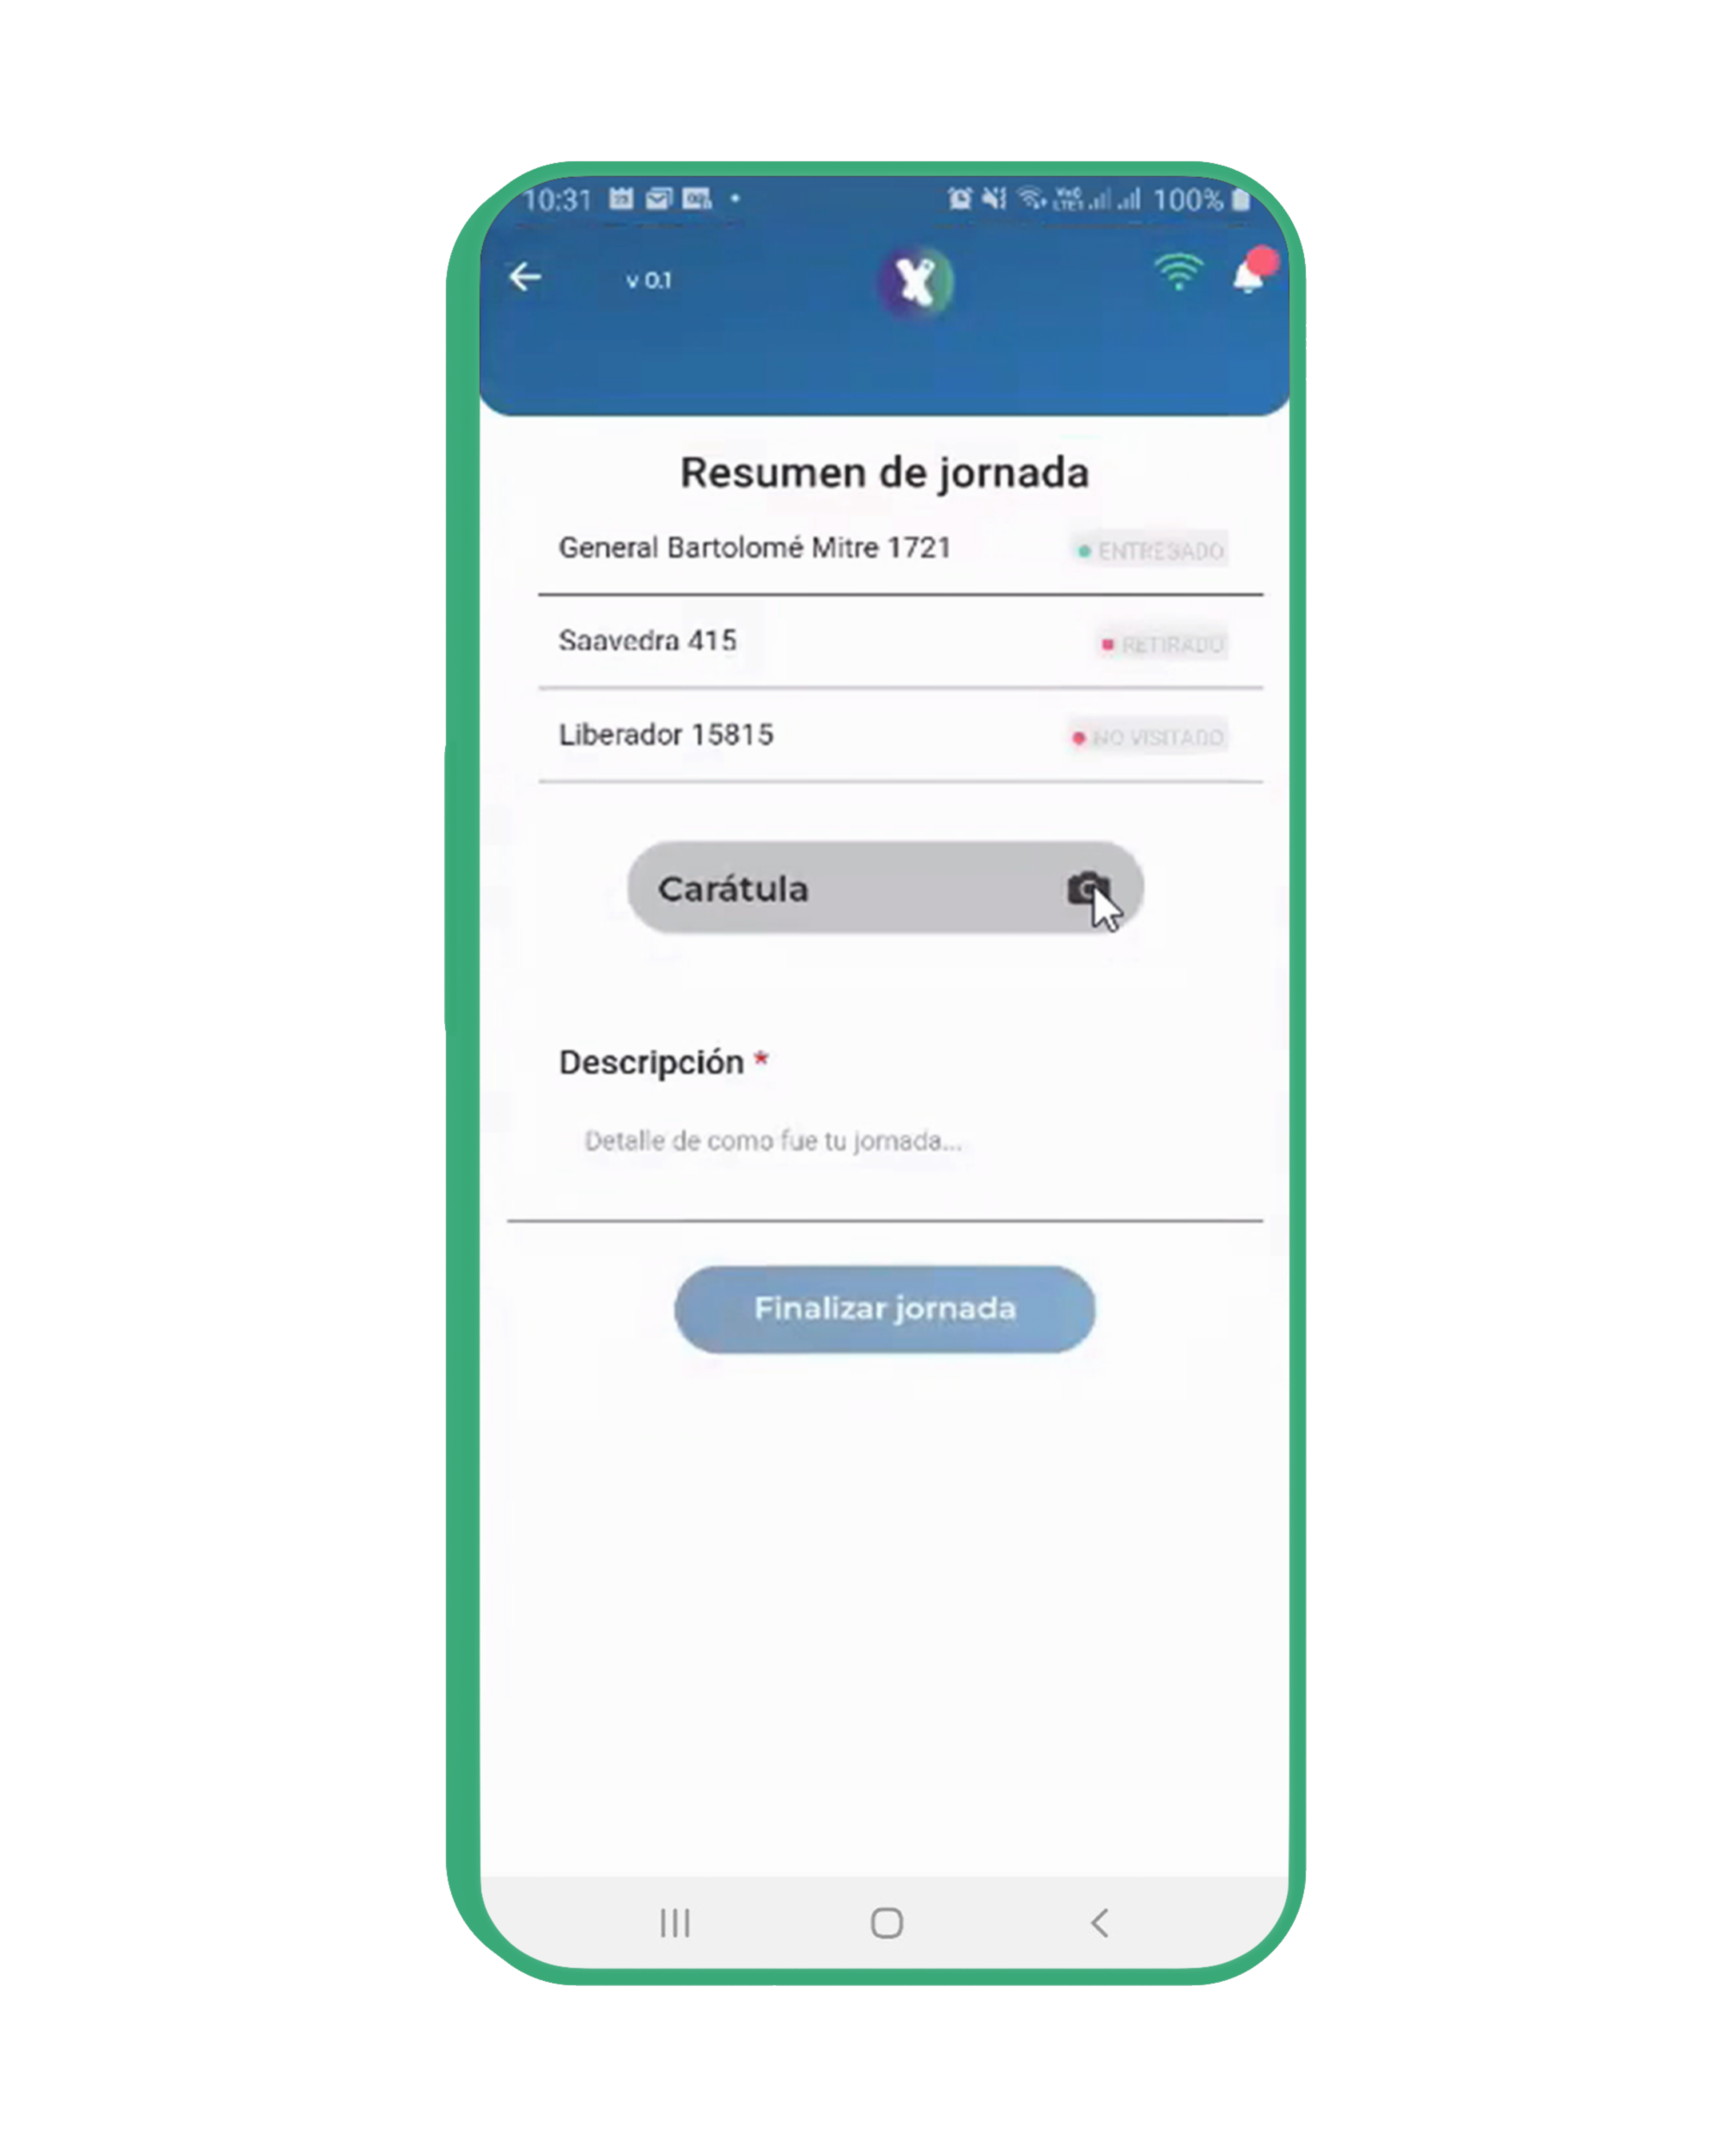 10:31 100%
v 0.1
Resumen de jornada
General Bartolomé Mitre 1721 ENTREGADO
Saavedra 415 RETIRADO
Liberador 15815 NO VISITADO
Carátula
Descripción *
Detalle de como fue tu jornada...
Finalizar jornada